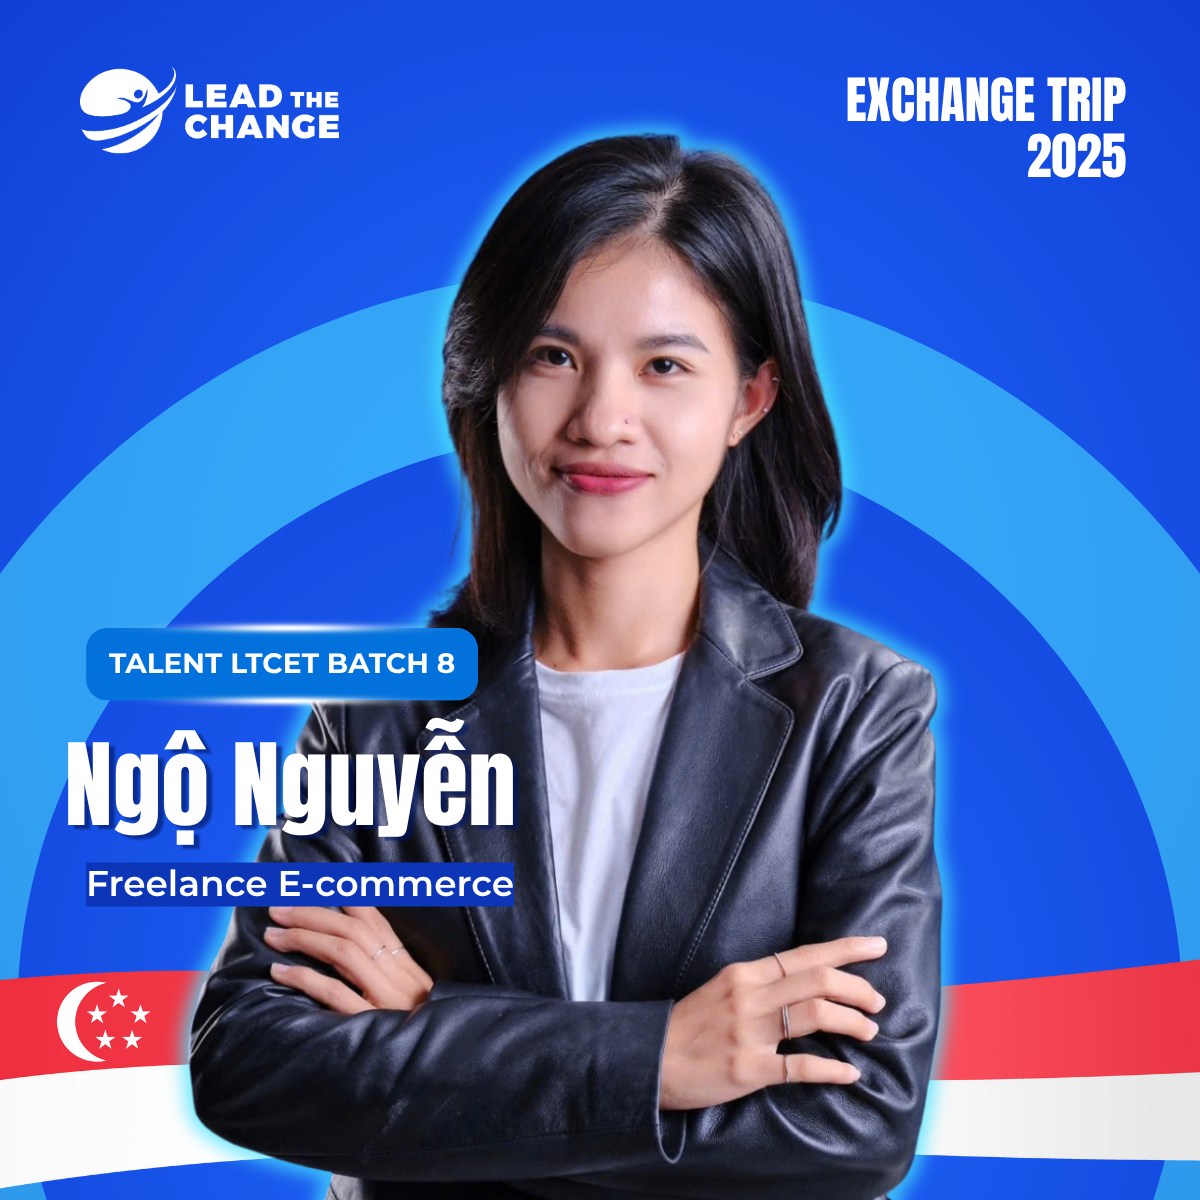 LEAD THE
CHANGE
EXCHANGE TRIP
2025
TALENT LTCET BATCH 8
Ngộ Nguyễn
Freelance E-commerce